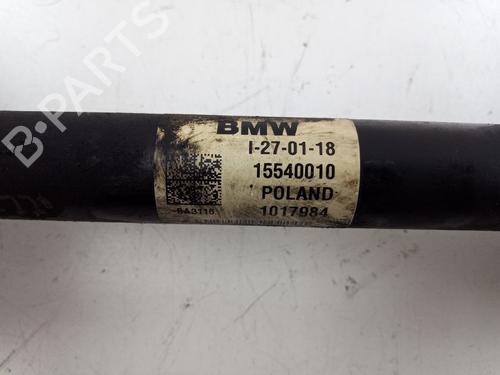 BMW
I-27-01-18
15540010
POLAND
1017984
B-PARTS